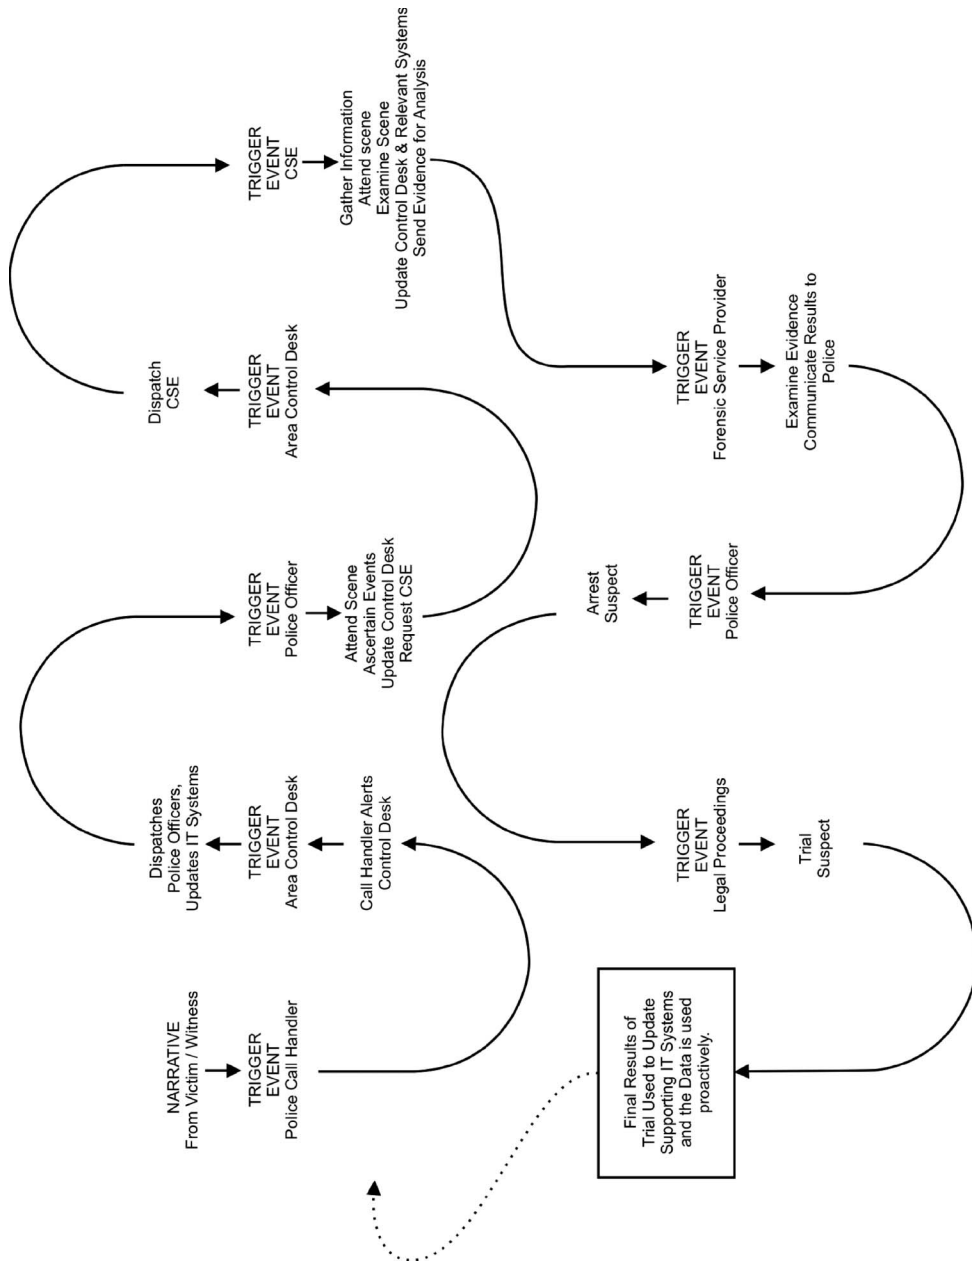 NARRATIVE
From Victim / Witness
TRIGGER
EVENT
Police Call Handler
Call Handler Alerts
Control Desk
TRIGGER
EVENT
Area Control Desk
Dispatches
Police Officers,
Updates IT Systems
TRIGGER
EVENT
Police Officer
Attend Scene
Ascertain Events
Update Control Desk
Request CSE
TRIGGER
EVENT
Area Control Desk
Dispatch
CSE
TRIGGER
EVENT
CSE
Gather Information
Attend scene
Examine Scene
Update Control Desk & Relevant Systems
Send Evidence for Analysis
TRIGGER
EVENT
Forensic Service Provider
Examine Evidence
Communicate Results to
Police
TRIGGER
EVENT
Police Officer
Arrest
Suspect
TRIGGER
EVENT
Legal Proceedings
Trial
Suspect
Final Results of
Trial Used to Update
Supporting IT Systems
and the Data is used
proactively.